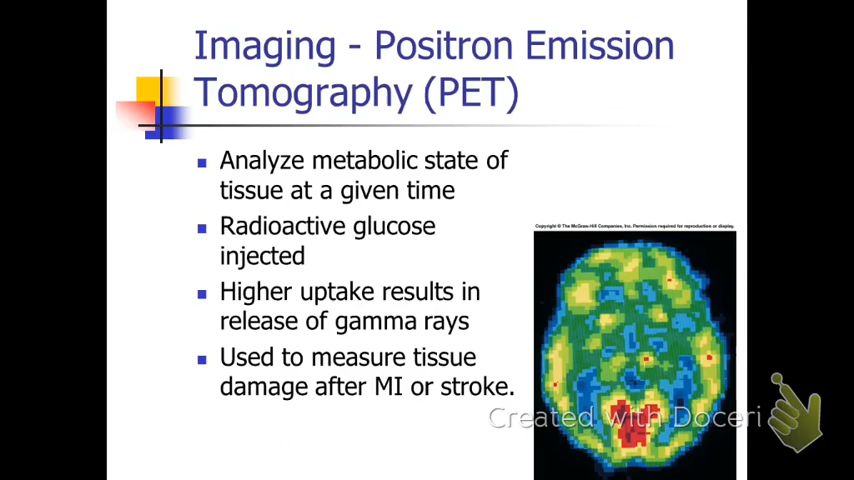 Imaging - Positron Emission
Tomography (PET)
Analyze metabolic state of
tissue at a given time
Radioactive glucose
injected
Higher uptake results in
release of gamma rays
Used to measure tissue
damage after MI or stroke.
Copyright © The McGraw-Hill Companies, Inc. Permission required for reproduction or display.
Created with Doceri